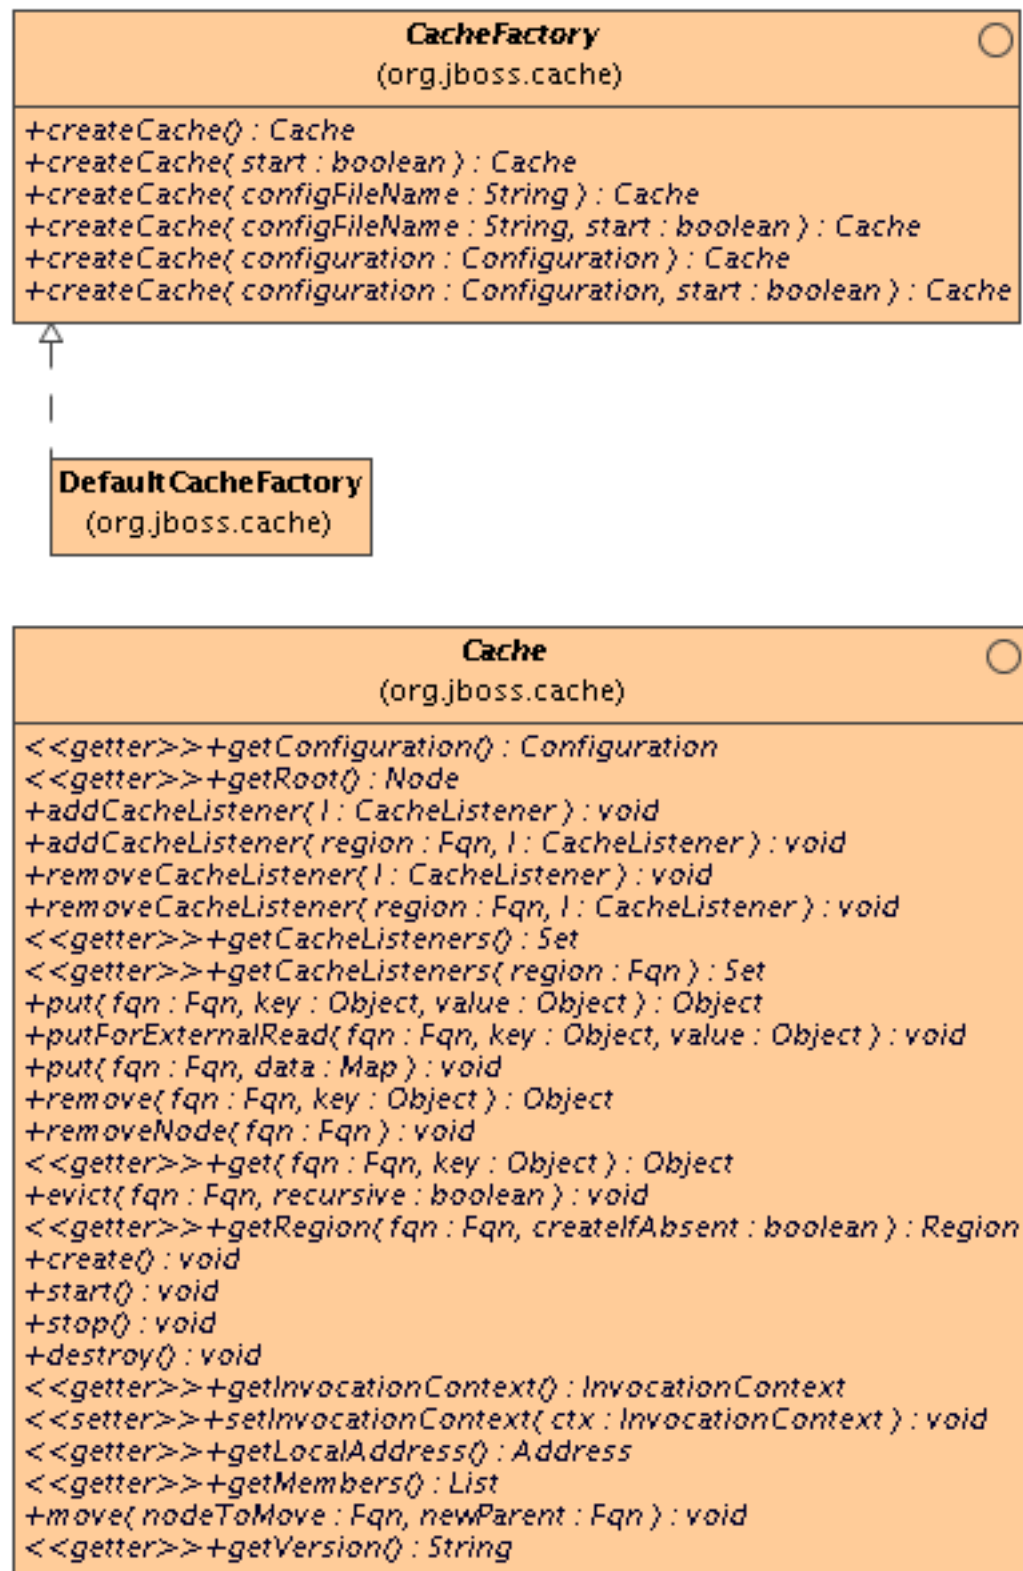 CacheFactory
(org.jboss.cache)
+createCache() : Cache
+createCache( start : boolean ) : Cache
+createCache( configFileName : String ) : Cache
+createCache( configFileName : String, start : boolean ) : Cache
+createCache( configuration : Configuration ) : Cache
+createCache( configuration : Configuration, start : boolean ) : Cache
DefaultCacheFactory
(org.jboss.cache)
Cache
(org.jboss.cache)
<<getter>>+getConfiguration() : Configuration
<<getter>>+getRoot() : Node
+addCacheListener( l : CacheListener ) : void
+addCacheListener( region : Fqn, l : CacheListener ) : void
+removeCacheListener( l : CacheListener ) : void
+removeCacheListener( region : Fqn, l : CacheListener ) : void
<<getter>>+getCacheListeners() : Set
<<getter>>+getCacheListeners( region : Fqn ) : Set
+put( fqn : Fqn, key : Object, value : Object ) : Object
+putForExternalRead( fqn : Fqn, key : Object, value : Object ) : void
+put( fqn : Fqn, data : Map ) : void
+remove( fqn : Fqn, key : Object ) : Object
+removeNode( fqn : Fqn ) : void
<<getter>>+get( fqn : Fqn, key : Object ) : Object
+evict( fqn : Fqn, recursive : boolean ) : void
<<getter>>+getRegion( fqn : Fqn, createIfAbsent : boolean ) : Region
+create() : void
+start() : void
+stop() : void
+destroy() : void
<<getter>>+getInvocationContext() : InvocationContext
<<setter>>+setInvocationContext( ctx : InvocationContext ) : void
<<getter>>+getLocalAddress() : Address
<<getter>>+getMembers() : List
+move( nodeToMove : Fqn, newParent : Fqn ) : void
<<getter>>+getVersion() : String